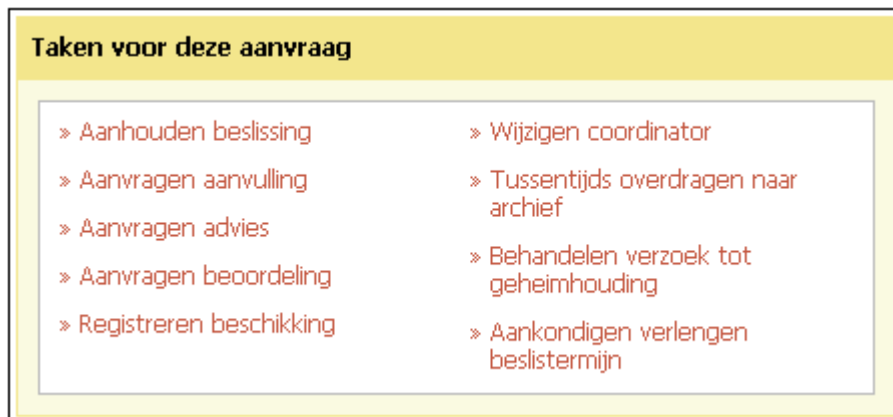 Taken voor deze aanvraag
» Aanhouden beslissing
» Aanvragen aanvulling
» Aanvragen advies
» Aanvragen beoordeling
» Registreren beschikking
» Wijzigen coordinator
» Tussentijds overdragen naar
archief
» Behandelen verzoek tot
geheimhouding
» Aankondigen verlengen
beslistermijn